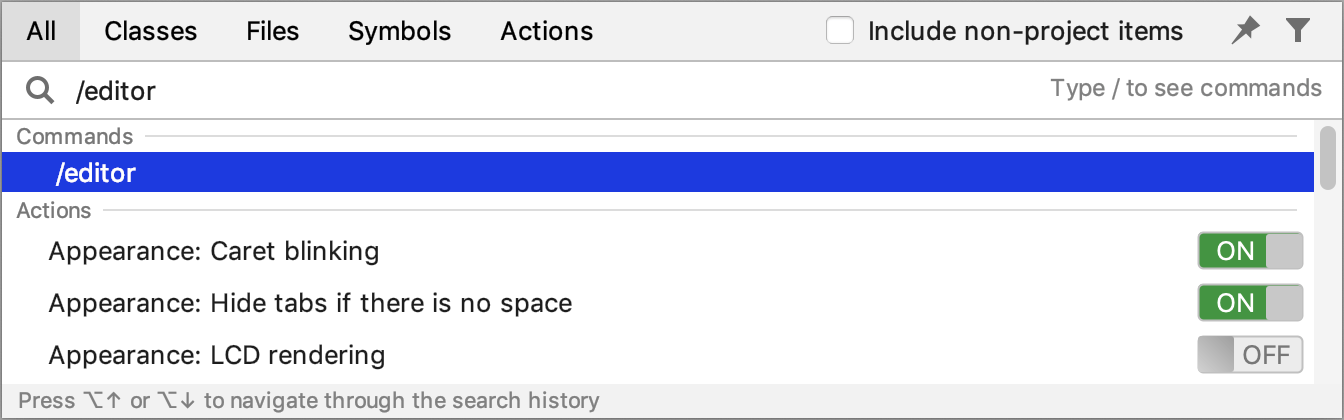 All Classes Files Symbols Actions Include non-project items
/editor Type / to see commands
Commands
/editor
Actions
Appearance: Caret blinking ON
Appearance: Hide tabs if there is no space ON
Appearance: LCD rendering OFF
Press ⌥↑ or ⌥↓ to navigate through the search history